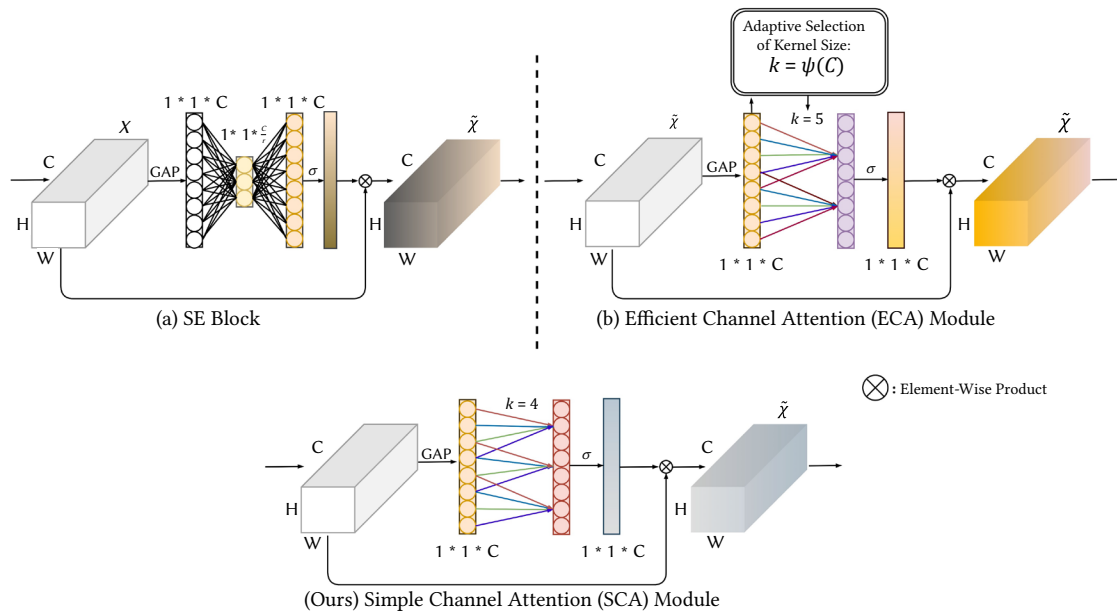 1 * 1 * C
1 * 1 * C
X
1 * 1 * C/r
χ̃
C
GAP
σ
C
H
H
W
W
(a) SE Block
Adaptive Selection
of Kernel Size:
k = ψ(C)
k = 5
χ̃
χ̃
C
GAP
σ
C
H
H
W
W
1 * 1 * C
1 * 1 * C
(b) Efficient Channel Attention (ECA) Module
⊗ : Element-Wise Product
k = 4
χ̃
C
GAP
σ
C
H
H
W
W
1 * 1 * C
1 * 1 * C
(Ours) Simple Channel Attention (SCA) Module